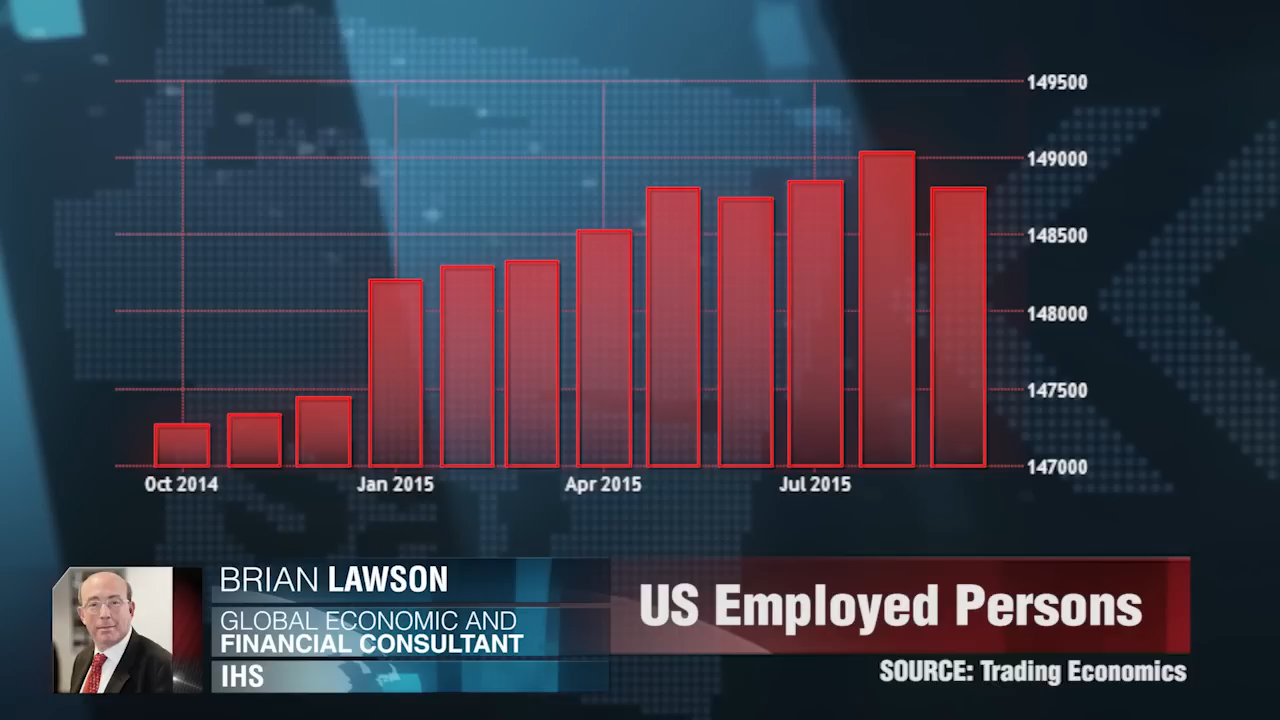 149500
149000
148500
148000
147500
147000
Oct 2014 Jan 2015 Apr 2015 Jul 2015
BRIAN LAWSON
GLOBAL ECONOMIC AND
FINANCIAL CONSULTANT
IHS
US Employed Persons
SOURCE: Trading Economics